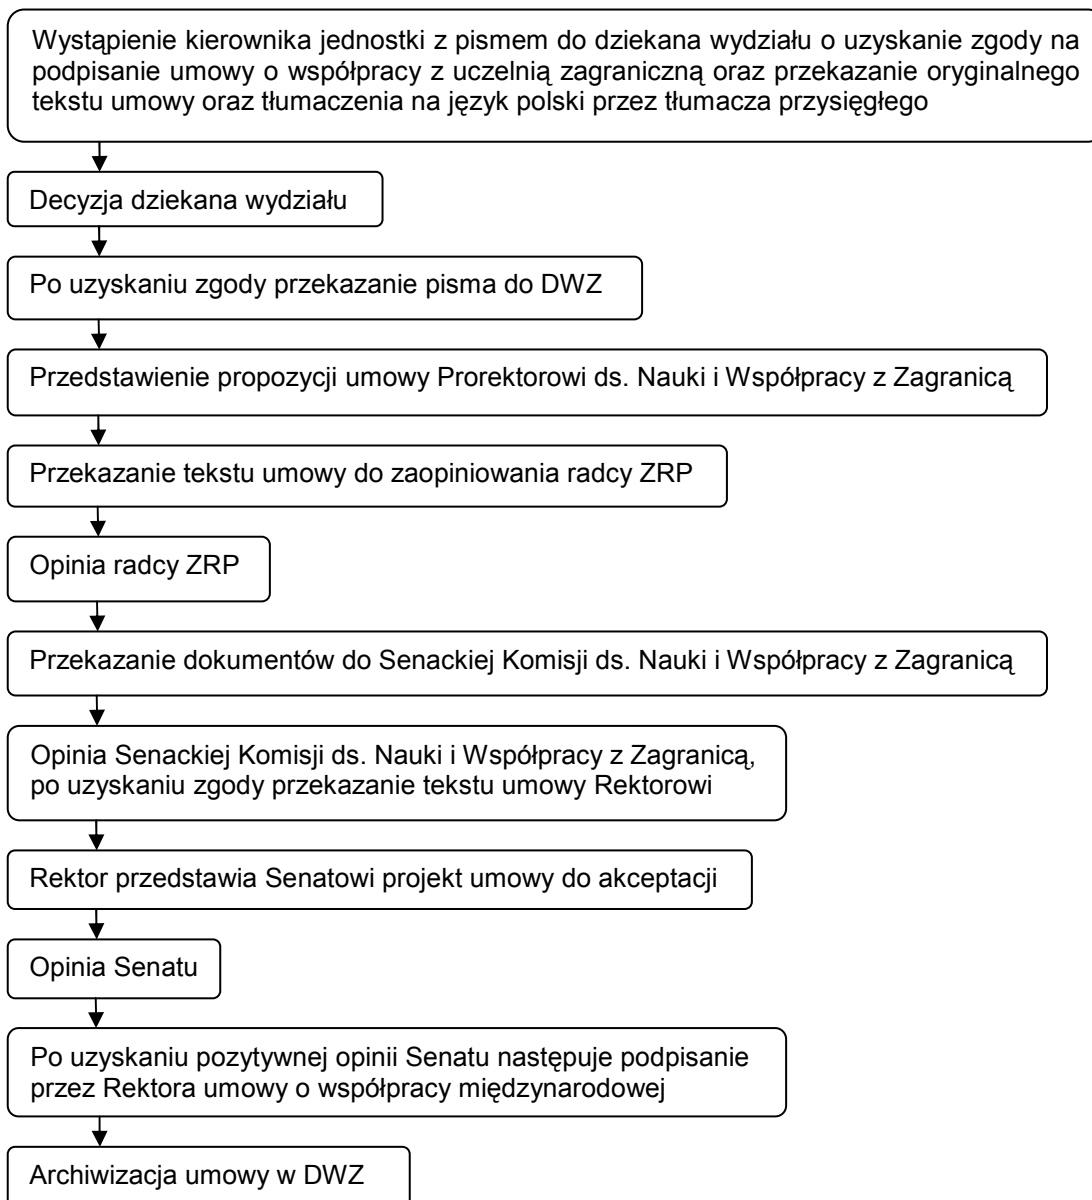 Wystąpienie kierownika jednostki z pismem do dziekana wydziału o uzyskanie zgody na
podpisanie umowy o współpracy z uczelnią zagraniczną oraz przekazanie oryginalnego
tekstu umowy oraz tłumaczenia na język polski przez tłumacza przysięgłego
Decyzja dziekana wydziału
Po uzyskaniu zgody przekazanie pisma do DWZ
Przedstawienie propozycji umowy Prorektorowi ds. Nauki i Współpracy z Zagranicą
Przekazanie tekstu umowy do zaopiniowania radcy ZRP
Opinia radcy ZRP
Przekazanie dokumentów do Senackiej Komisji ds. Nauki i Współpracy z Zagranicą
Opinia Senackiej Komisji ds. Nauki i Współpracy z Zagranicą,
po uzyskaniu zgody przekazanie tekstu umowy Rektorowi
Rektor przedstawia Senatowi projekt umowy do akceptacji
Opinia Senatu
Po uzyskaniu pozytywnej opinii Senatu następuje podpisanie
przez Rektora umowy o współpracy międzynarodowej
Archiwizacja umowy w DWZ